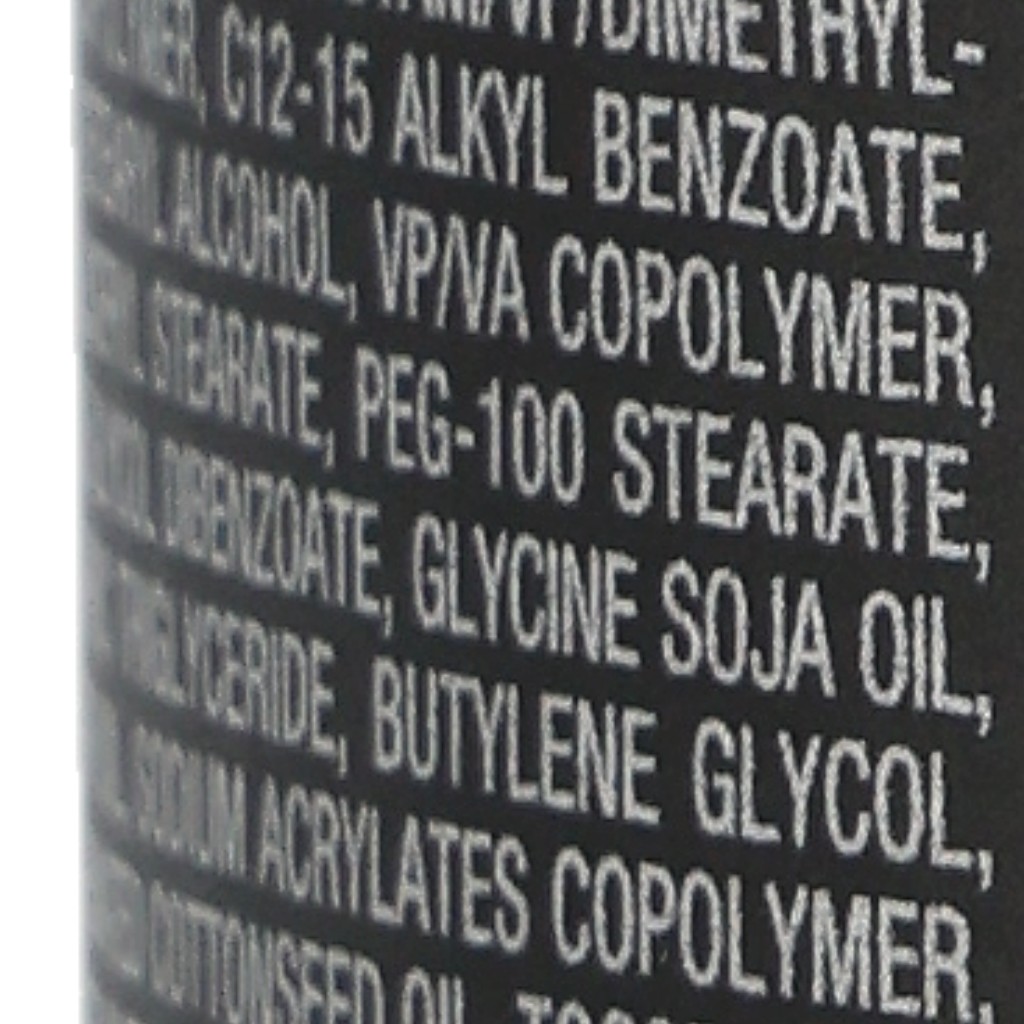 DIMETHYL-
C12-15 ALKYL BENZOATE,
ALCOHOL, VP/VA COPOLYMER,
STEARATE, PEG-100 STEARATE,
DIBENZOATE, GLYCINE SOJA OIL,
BUTYLENE GLYCOL,
SODIUM ACRYLATES COPOLYMER,
COTTONSEED OIL,